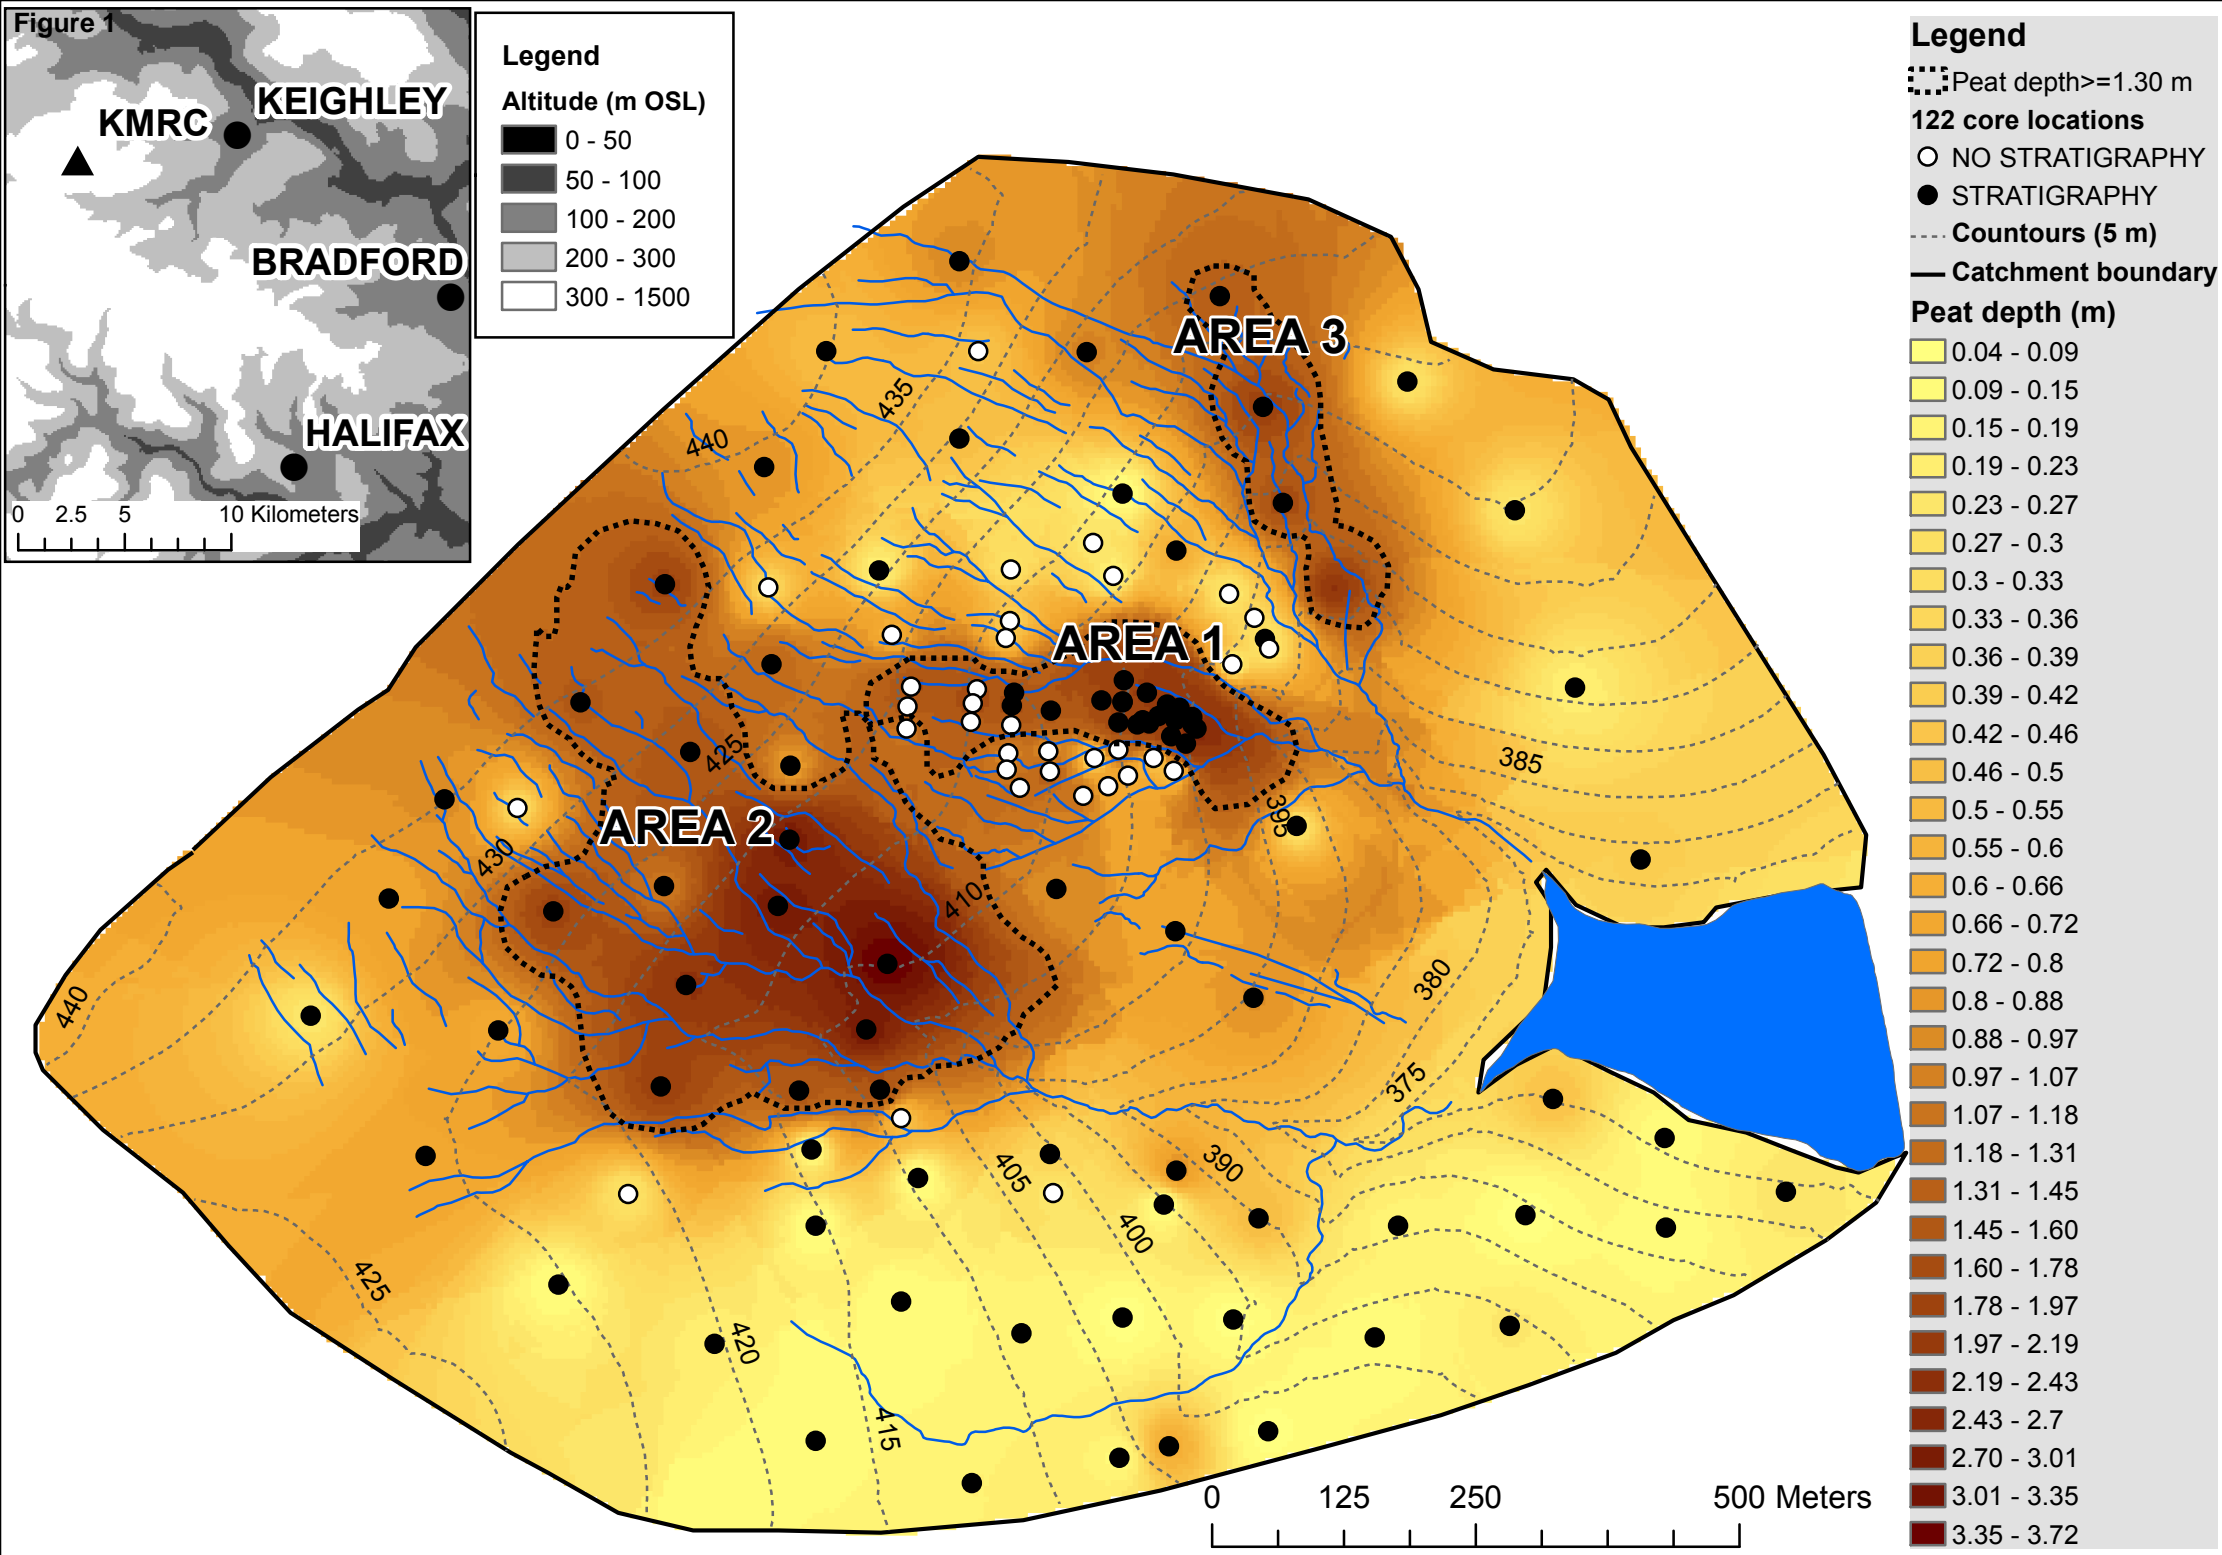 Figure 1
KEIGHLEY
KMRC
BRADFORD
HALIFAX
0 2.5 5 10 Kilometers
Legend
Altitude (m OSL)
0 - 50
50 - 100
100 - 200
200 - 300
300 - 1500
AREA 3
AREA 1
AREA 2
435
440
425
430
410
395
385
380
375
440
390
405
400
425
420
415
0 125 250 500 Meters
Legend
Peat depth>=1.30 m
122 core locations
NO STRATIGRAPHY
STRATIGRAPHY
Countours (5 m)
Catchment boundary
Peat depth (m)
0.04 - 0.09
0.09 - 0.15
0.15 - 0.19
0.19 - 0.23
0.23 - 0.27
0.27 - 0.3
0.3 - 0.33
0.33 - 0.36
0.36 - 0.39
0.39 - 0.42
0.42 - 0.46
0.46 - 0.5
0.5 - 0.55
0.55 - 0.6
0.6 - 0.66
0.66 - 0.72
0.72 - 0.8
0.8 - 0.88
0.88 - 0.97
0.97 - 1.07
1.07 - 1.18
1.18 - 1.31
1.31 - 1.45
1.45 - 1.60
1.60 - 1.78
1.78 - 1.97
1.97 - 2.19
2.19 - 2.43
2.43 - 2.7
2.70 - 3.01
3.01 - 3.35
3.35 - 3.72